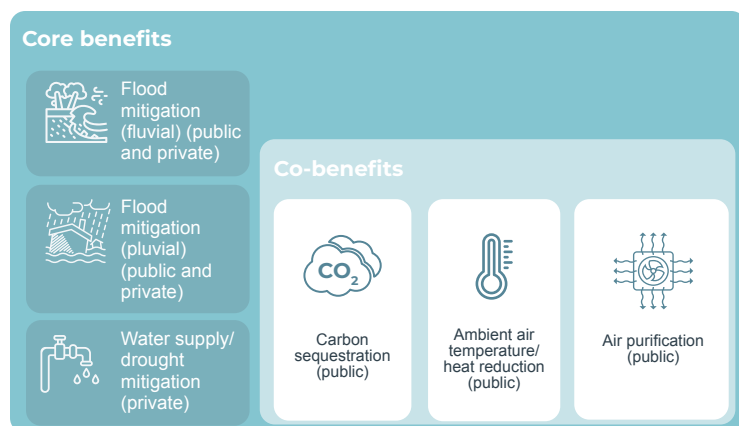 Core benefits
Flood
mitigation
(fluvial) (public
and private)
Flood
mitigation
(pluvial)
(public and
private)
Water supply/
drought
mitigation
(private)
Co-benefits
CO2
Carbon
sequestration
(public)
Ambient air
temperature/
heat reduction
(public)
Air purification
(public)